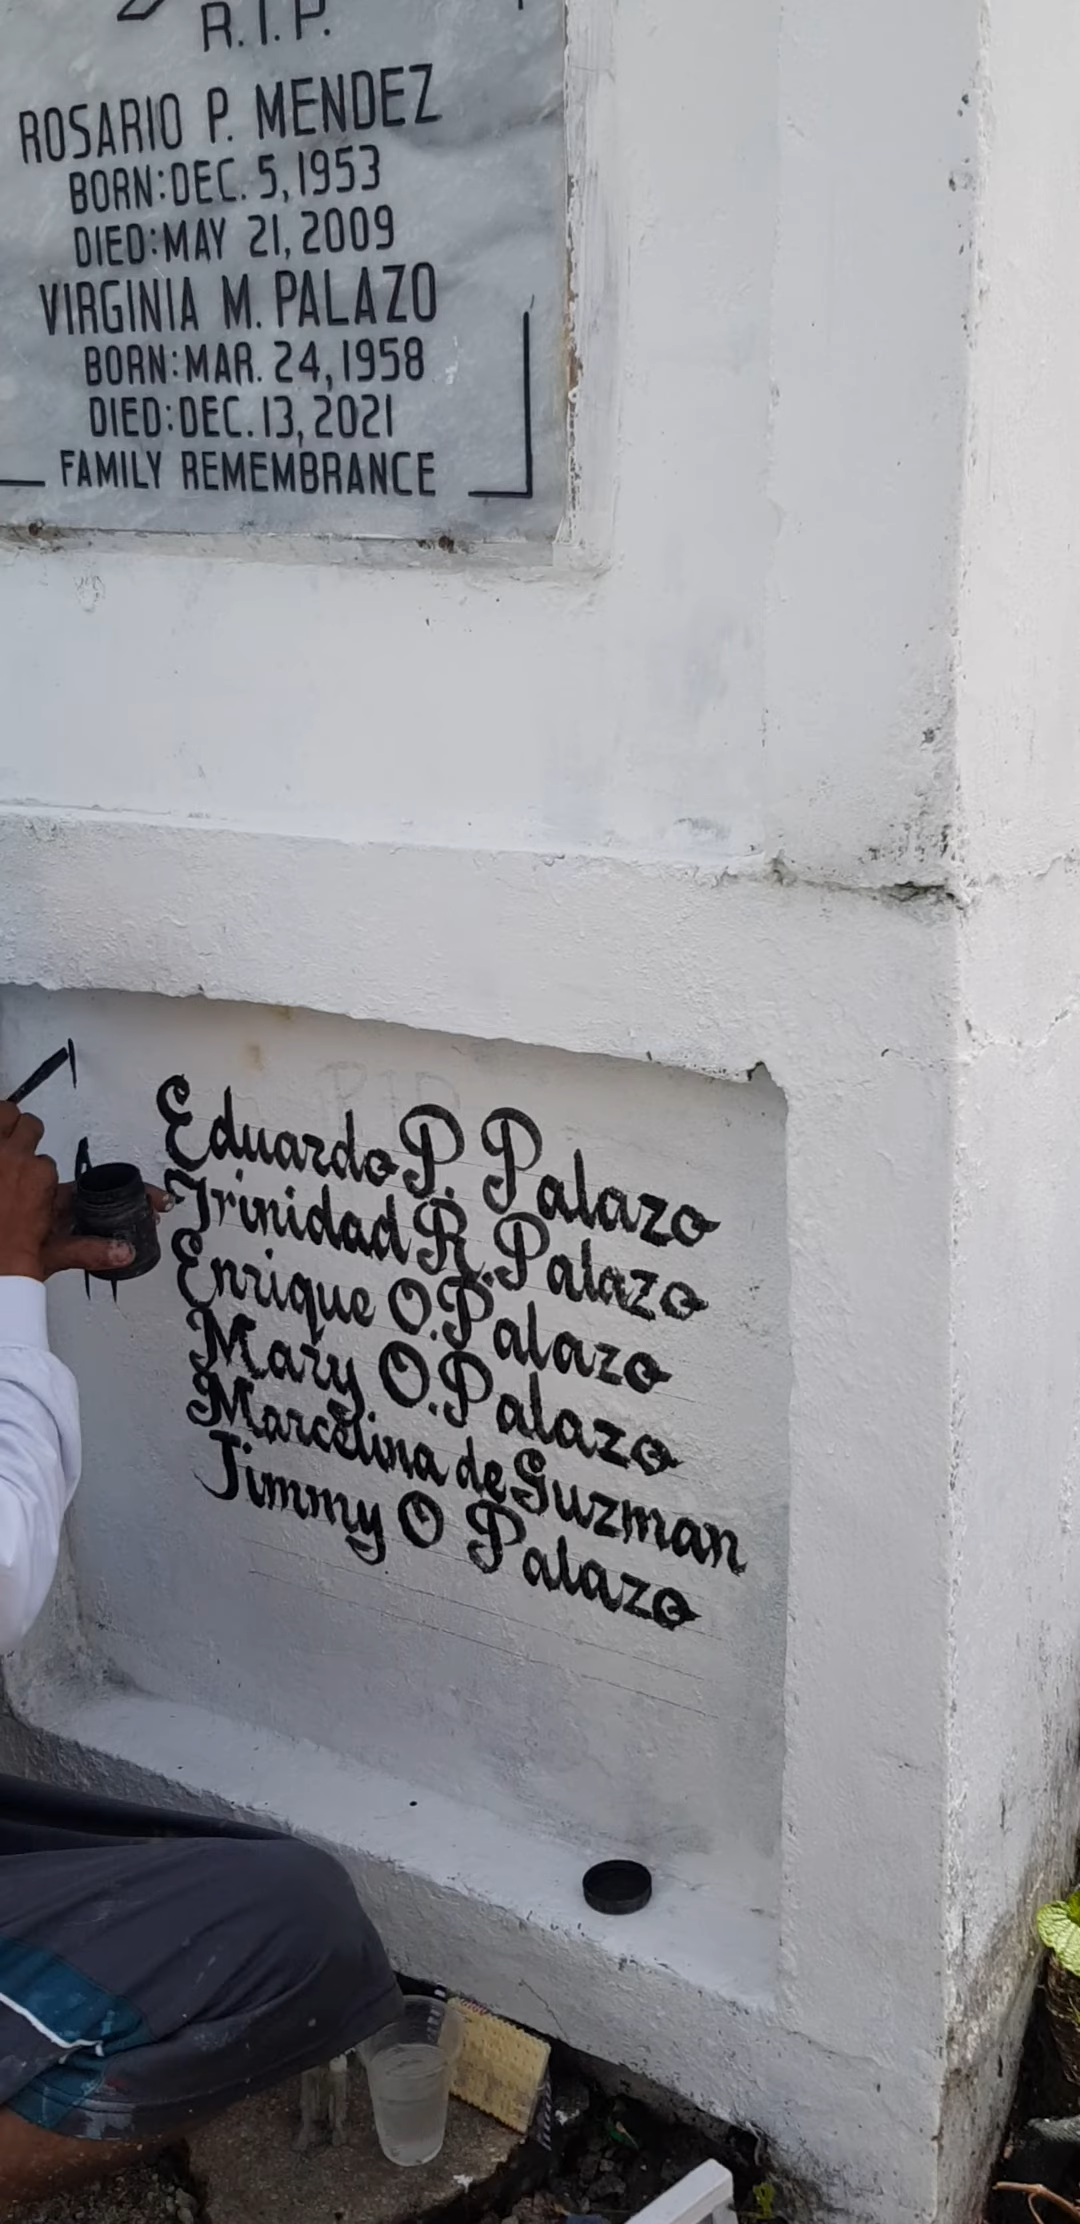 R.I.P.
ROSARIO P. MENDEZ
BORN:DEC. 5, 1953
DIED:MAY 21, 2009
VIRGINIA M. PALAZO
BORN:MAR. 24, 1958
DIED:DEC. 13, 2021
FAMILY REMEMBRANCE
RIP
Eduardo P. Palazo
Trinidad R. Palazo
Enrique O. Palazo
Mary O. Palazo
Marcelina de Guzman
Jimmy O Palazo